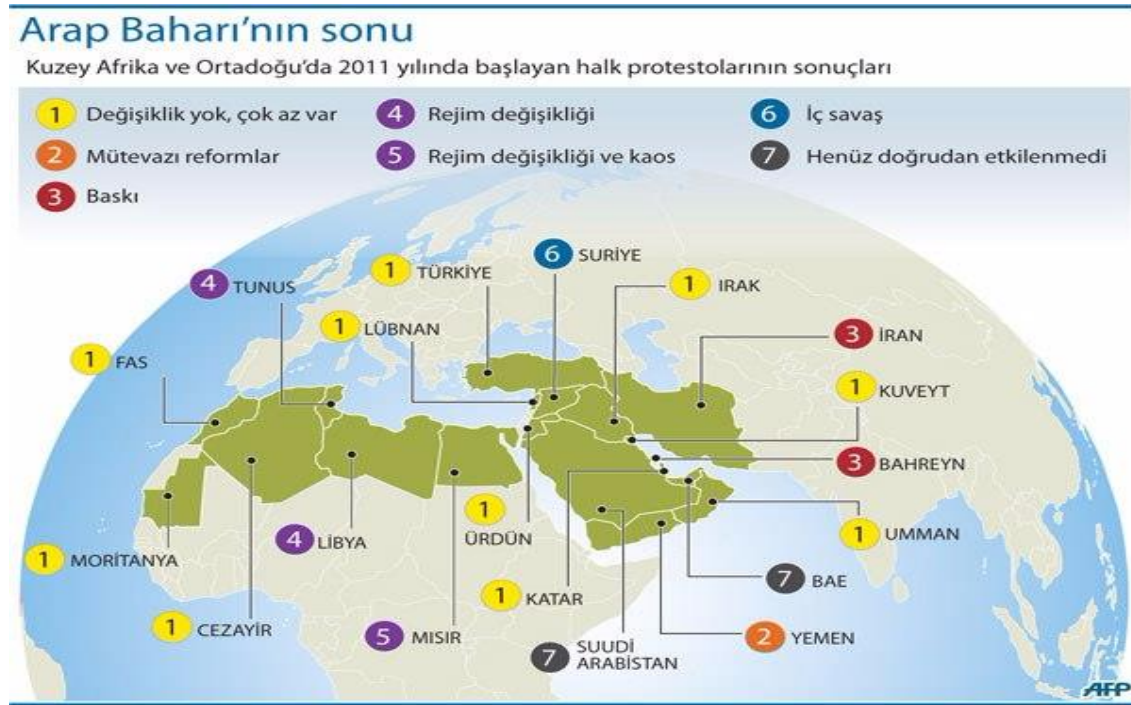 Arap Baharı’nın sonu
Kuzey Afrika ve Ortadoğu’da 2011 yılında başlayan halk protestolarının sonuçları
1 Değişiklik yok, çok az var
2 Mütevazı reformlar
3 Baskı
4 Rejim değişikliği
5 Rejim değişikliği ve kaos
6 İç savaş
7 Henüz doğrudan etkilenmedi
6 SURİYE
1 TÜRKİYE
4 TUNUS
1 IRAK
1 LÜBNAN
3 İRAN
1 FAS
1 KUVEYT
3 BAHREYN
1
ÜRDÜN
1 UMMAN
4 LİBYA
1 MORİTANYA
7 BAE
1 KATAR
1 CEZAYİR
5 MISIR
2 YEMEN
7 SUUDİ
ARABİSTAN
AFP